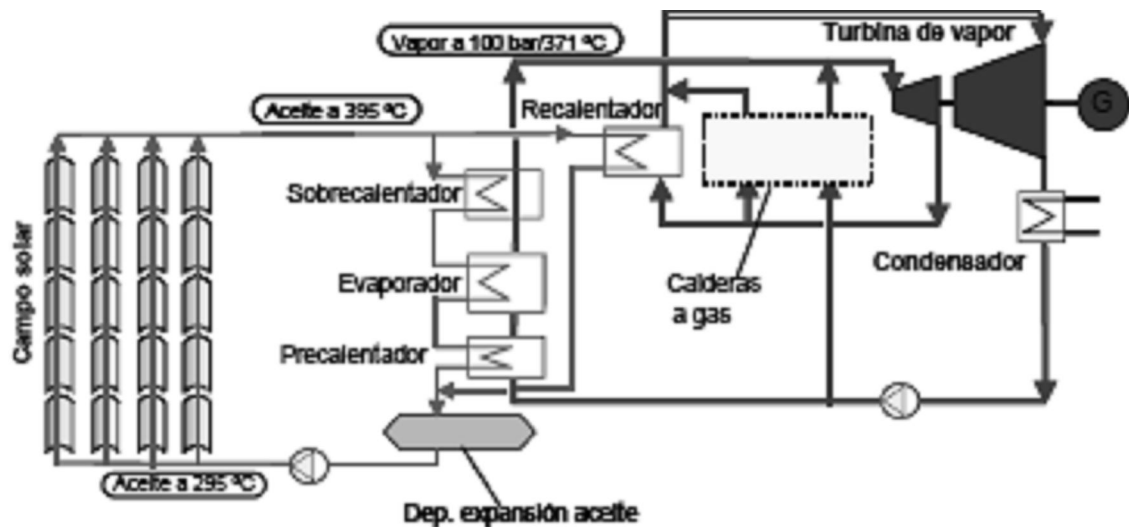 Turbina de vapor
Vapor a 100 bar/371 ºC
Aceite a 395 ºC
Recalentador
G
Sobrecalentador
Campo solar
Evaporador
Calderas
a gas
Condensador
Precalentador
Aceite a 295 ºC
Dep. expansión aceite